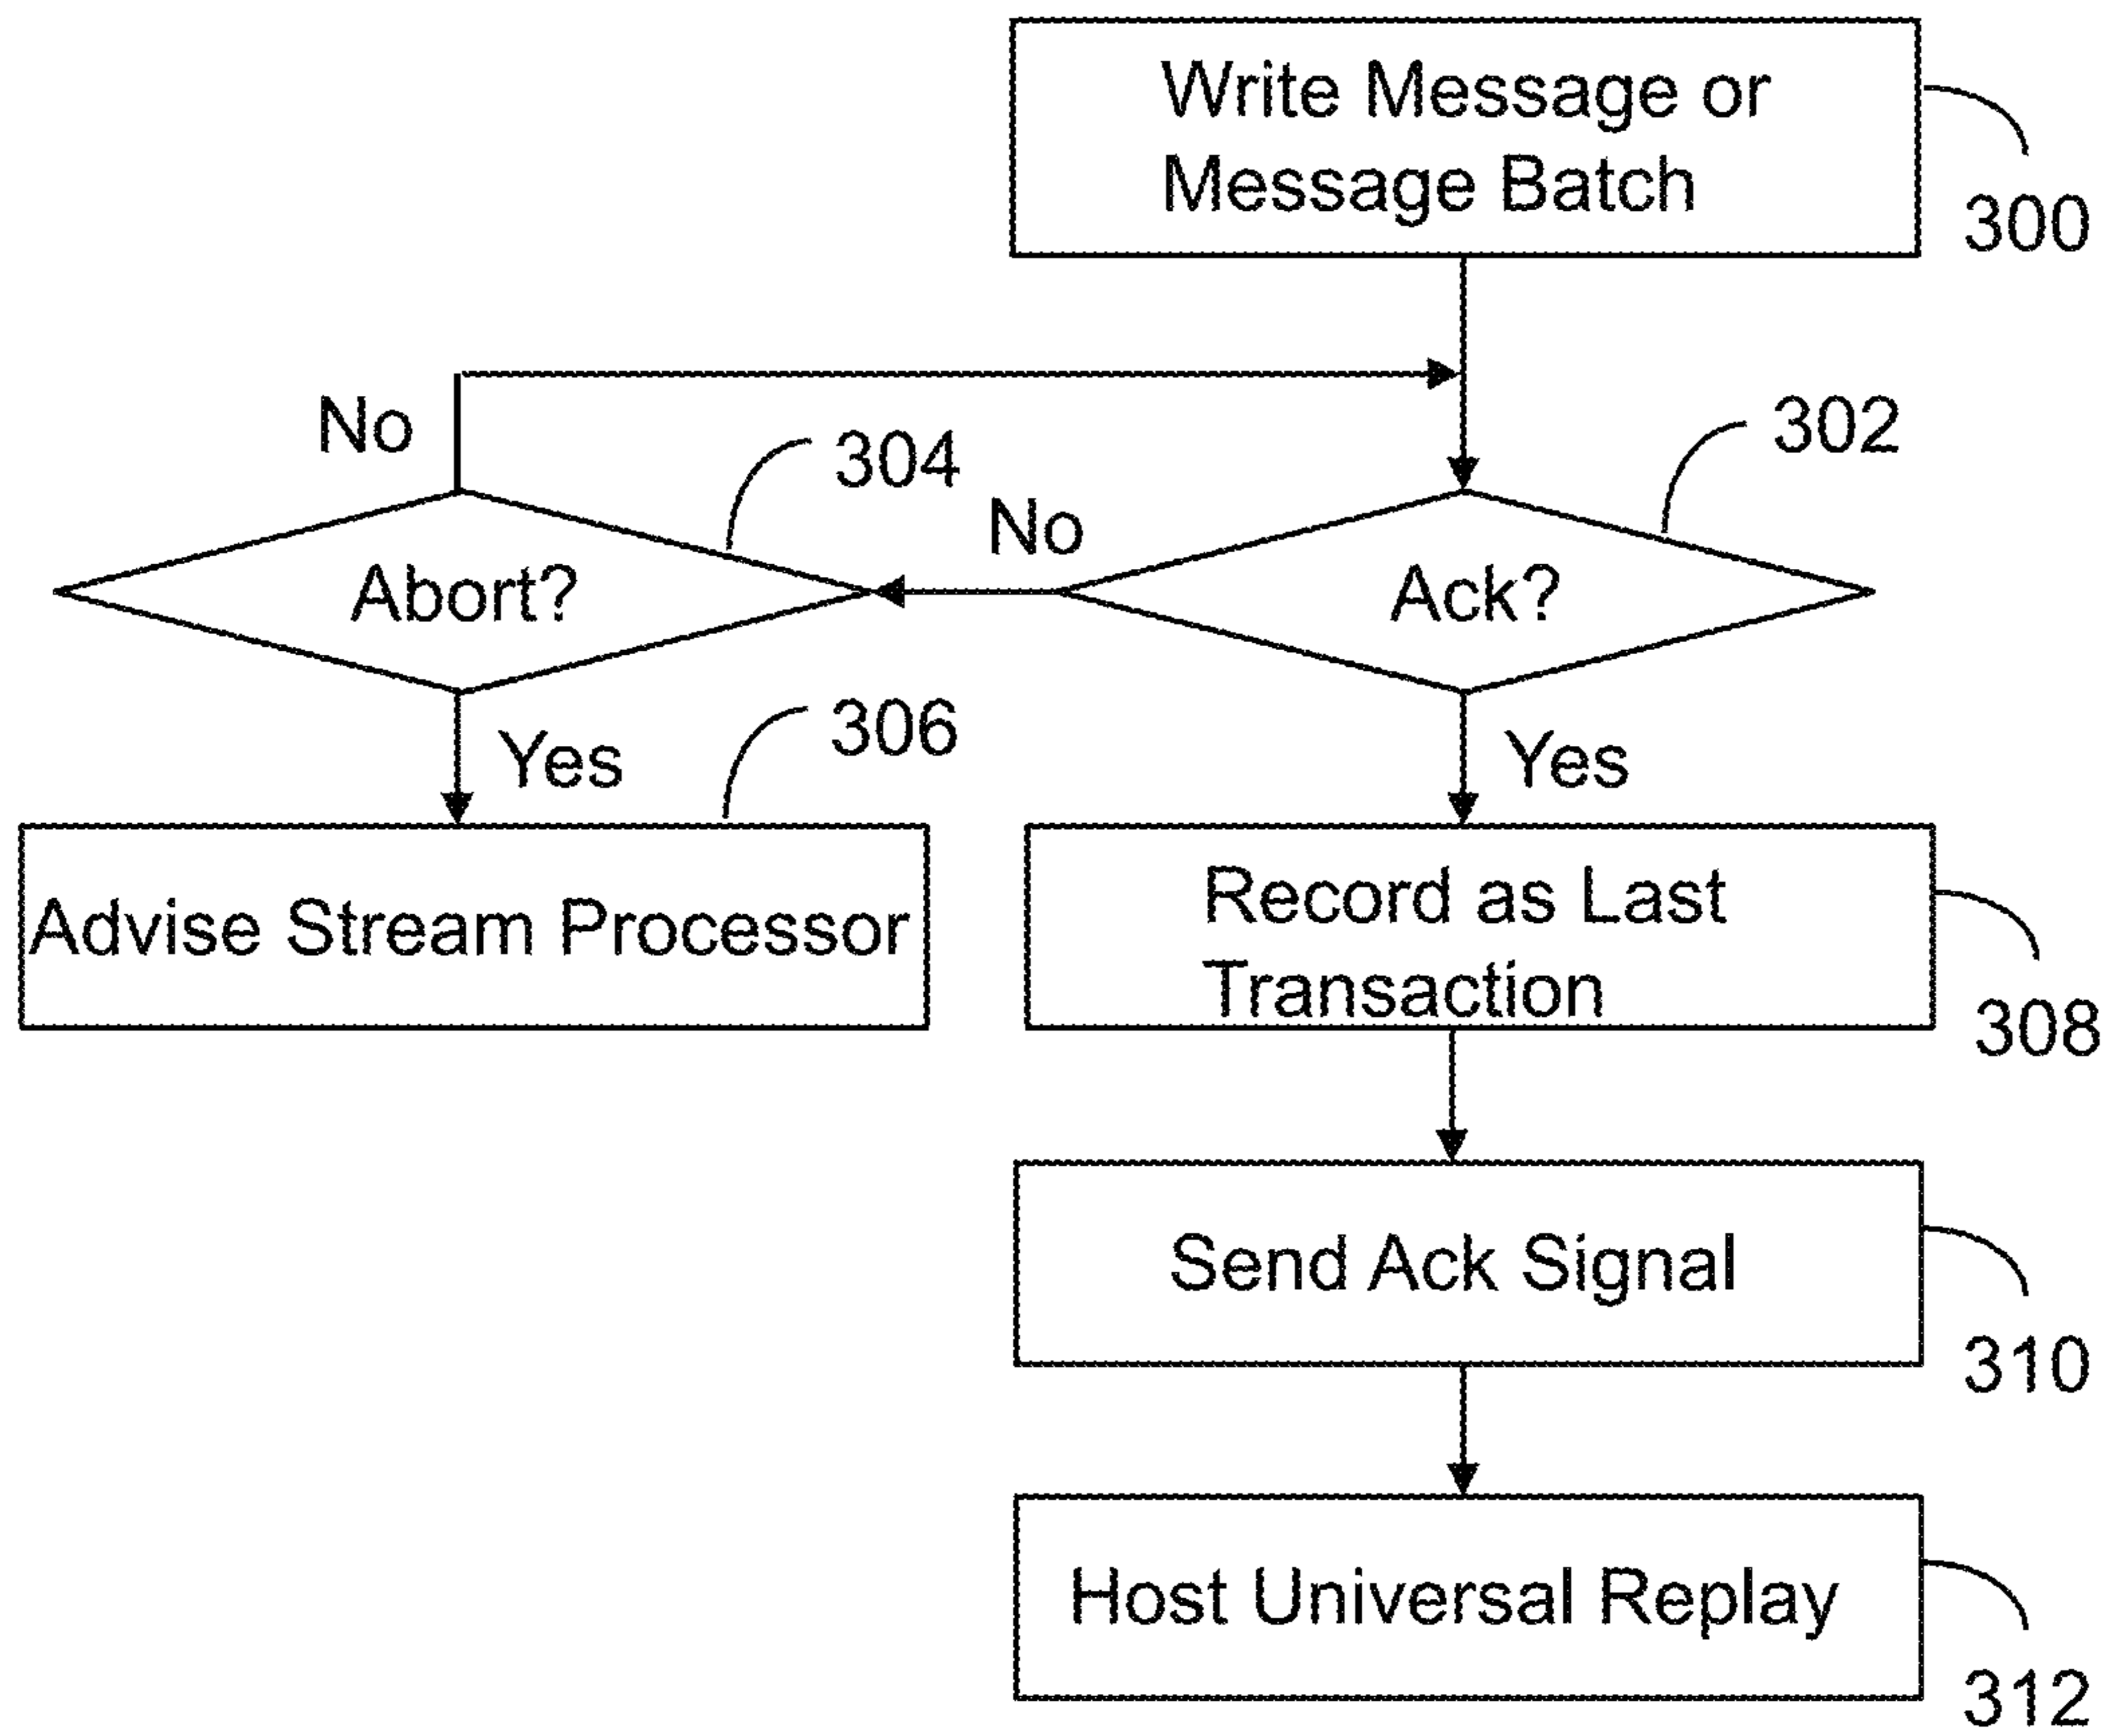 Write Message or
Message Batch
300
No
304
302
No
Abort?
Ack?
Yes
306
Yes
Advise Stream Processor
Record as Last
Transaction
308
Send Ack Signal
310
Host Universal Replay
312